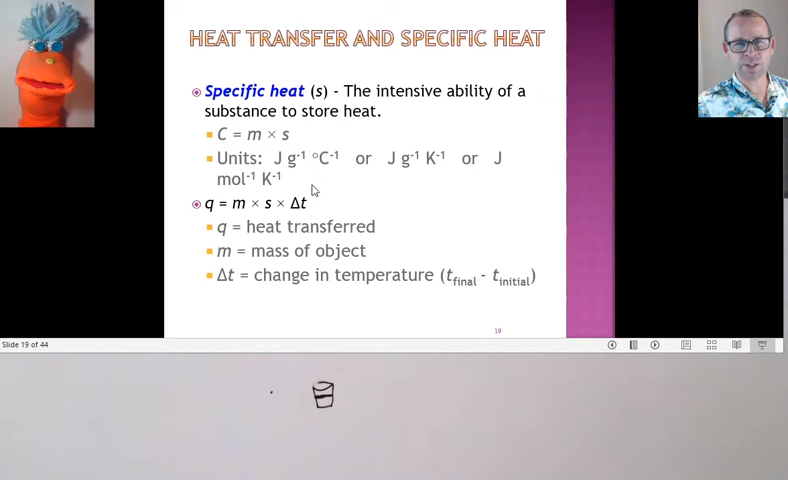 HEAT TRANSFER AND SPECIFIC HEAT
Specific heat (s) - The intensive ability of a
substance to store heat.
C = m × s
Units: J g⁻¹ °C⁻¹ or J g⁻¹ K⁻¹ or J
mol⁻¹ K⁻¹
q = m × s × Δt
q = heat transferred
m = mass of object
Δt = change in temperature (t_final - t_initial)
19
Slide 19 of 44